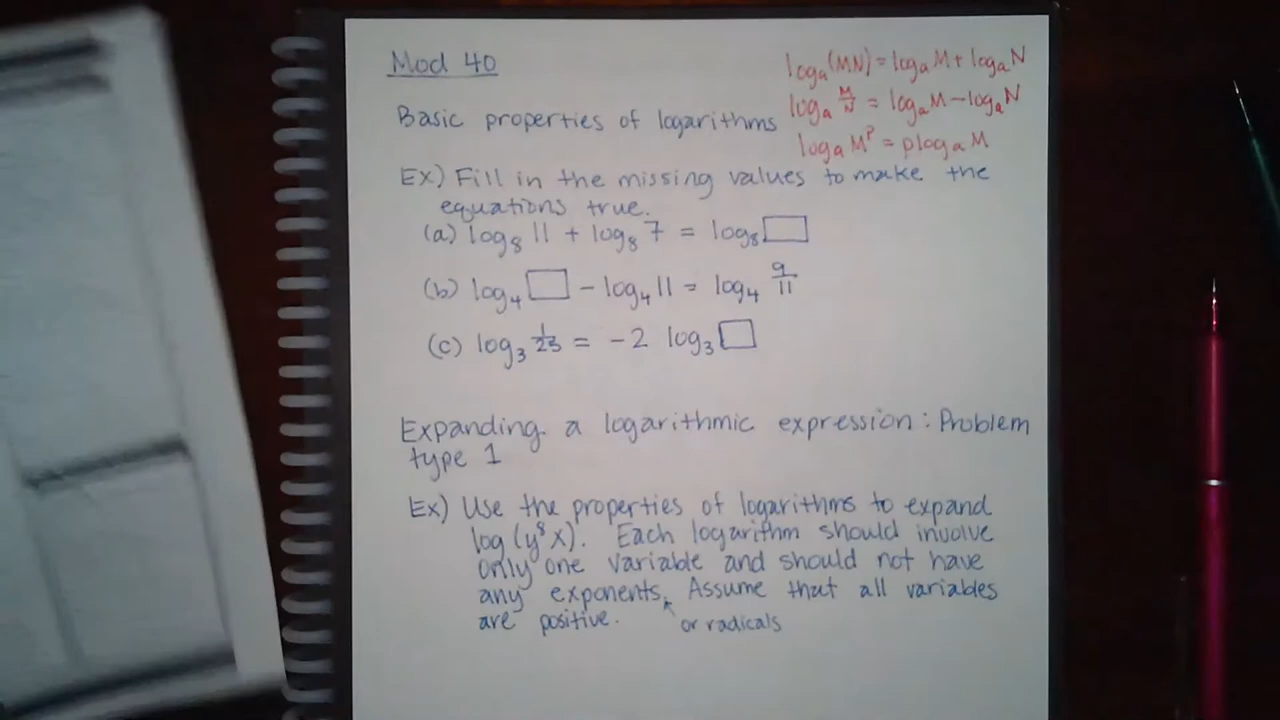 Mod 40
log_a(MN) = log_a M + log_a N
log_a M/N = log_a M - log_a N
log_a M^p = p log_a M
Basic properties of logarithms
Ex) Fill in the missing values to make the
equations true.
(a) log_8 11 + log_8 7 = log_8 □
(b) log_4 □ - log_4 11 = log_4 9/11
(c) log_3 1/25 = -2 log_3 □
Expanding a logarithmic expression: Problem
type 1
Ex) Use the properties of logarithms to expand
log (y^8 x). Each logarithm should involve
only one variable and should not have
any exponents. Assume that all variables
are positive.
or radicals